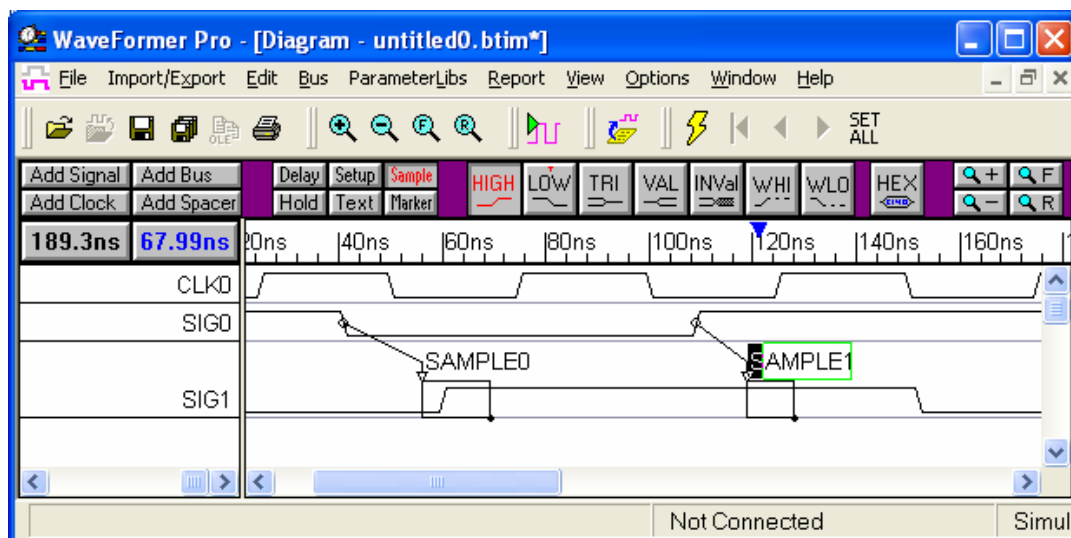 WaveFormer Pro - [Diagram - untitled0.btim*]
File Import/Export Edit Bus ParameterLibs Report View Options Window Help
OLE SET ALL
Add Signal Add Bus Delay Setup Sample HIGH LOW TRI VAL INVal WHI WLO HEX + F
Add Clock Add Spacer Hold Text Marker - R
189.3ns 67.99ns 20ns 40ns 60ns 80ns 100ns 120ns 140ns 160ns
CLK0
SIG0
SAMPLE0 SAMPLE1
SIG1
Not Connected Simul